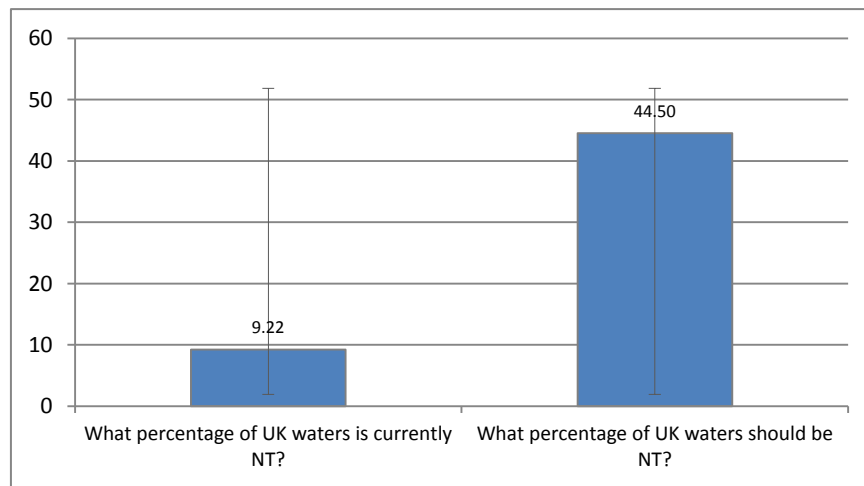 60
50
40
30
20
10
0
9.22
44.50
What percentage of UK waters is currently
NT?
What percentage of UK waters should be
NT?